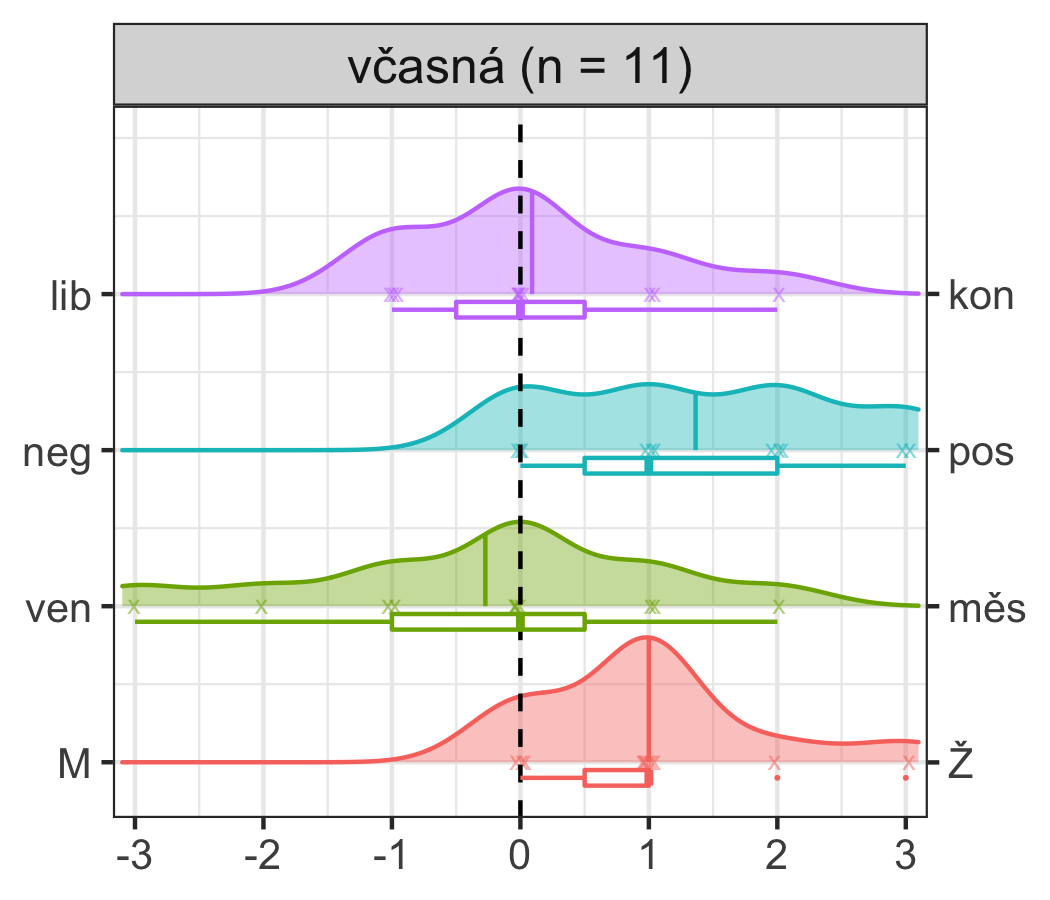 včasná (n = 11)
lib kon
neg pos
ven měs
M Ž
-3 -2 -1 0 1 2 3